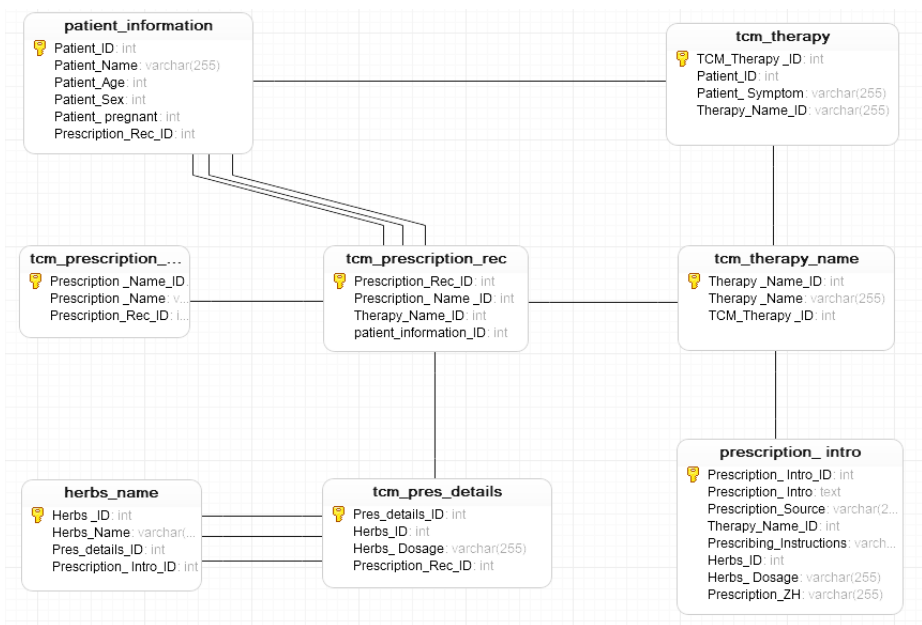 patient_information
Patient_ID: int
Patient_Name: varchar(255)
Patient_Age: int
Patient_Sex: int
Patient_ pregnant: int
Prescription_Rec_ID: int
tcm_therapy
TCM_Therapy _ID: int
Patient_ID: int
Patient_ Symptom: varchar(255)
Therapy_Name_ID: varchar(255)
tcm_prescription_...
Prescription _Name_ID
Prescription_Name: v...
Prescription_Rec_ID: i...
tcm_prescription_rec
Prescription_Rec_ID: int
Prescription_ Name _ID: int
Therapy_Name_ID: int
patient_information_ID: int
tcm_therapy_name
Therapy _Name_ID: int
Therapy _Name: varchar(255)
TCM_Therapy _ID: int
herbs_name
Herbs _ID: int
Herbs_Name: varchar(...
Pres_details_ID: int
Prescription_ Intro_ID: int
tcm_pres_details
Pres_details_ID: int
Herbs_ID: int
Herbs_ Dosage: varchar(255)
Prescription_Rec_ID: int
prescription_ intro
Prescription_ Intro_ID: int
Prescription_ Intro: text
Prescription_Source: varchar(2...
Therapy_Name_ID: int
Prescribing_Instructions: varch...
Herbs_ID: int
Herbs_ Dosage: varchar(255)
Prescription_ZH: varchar(255)